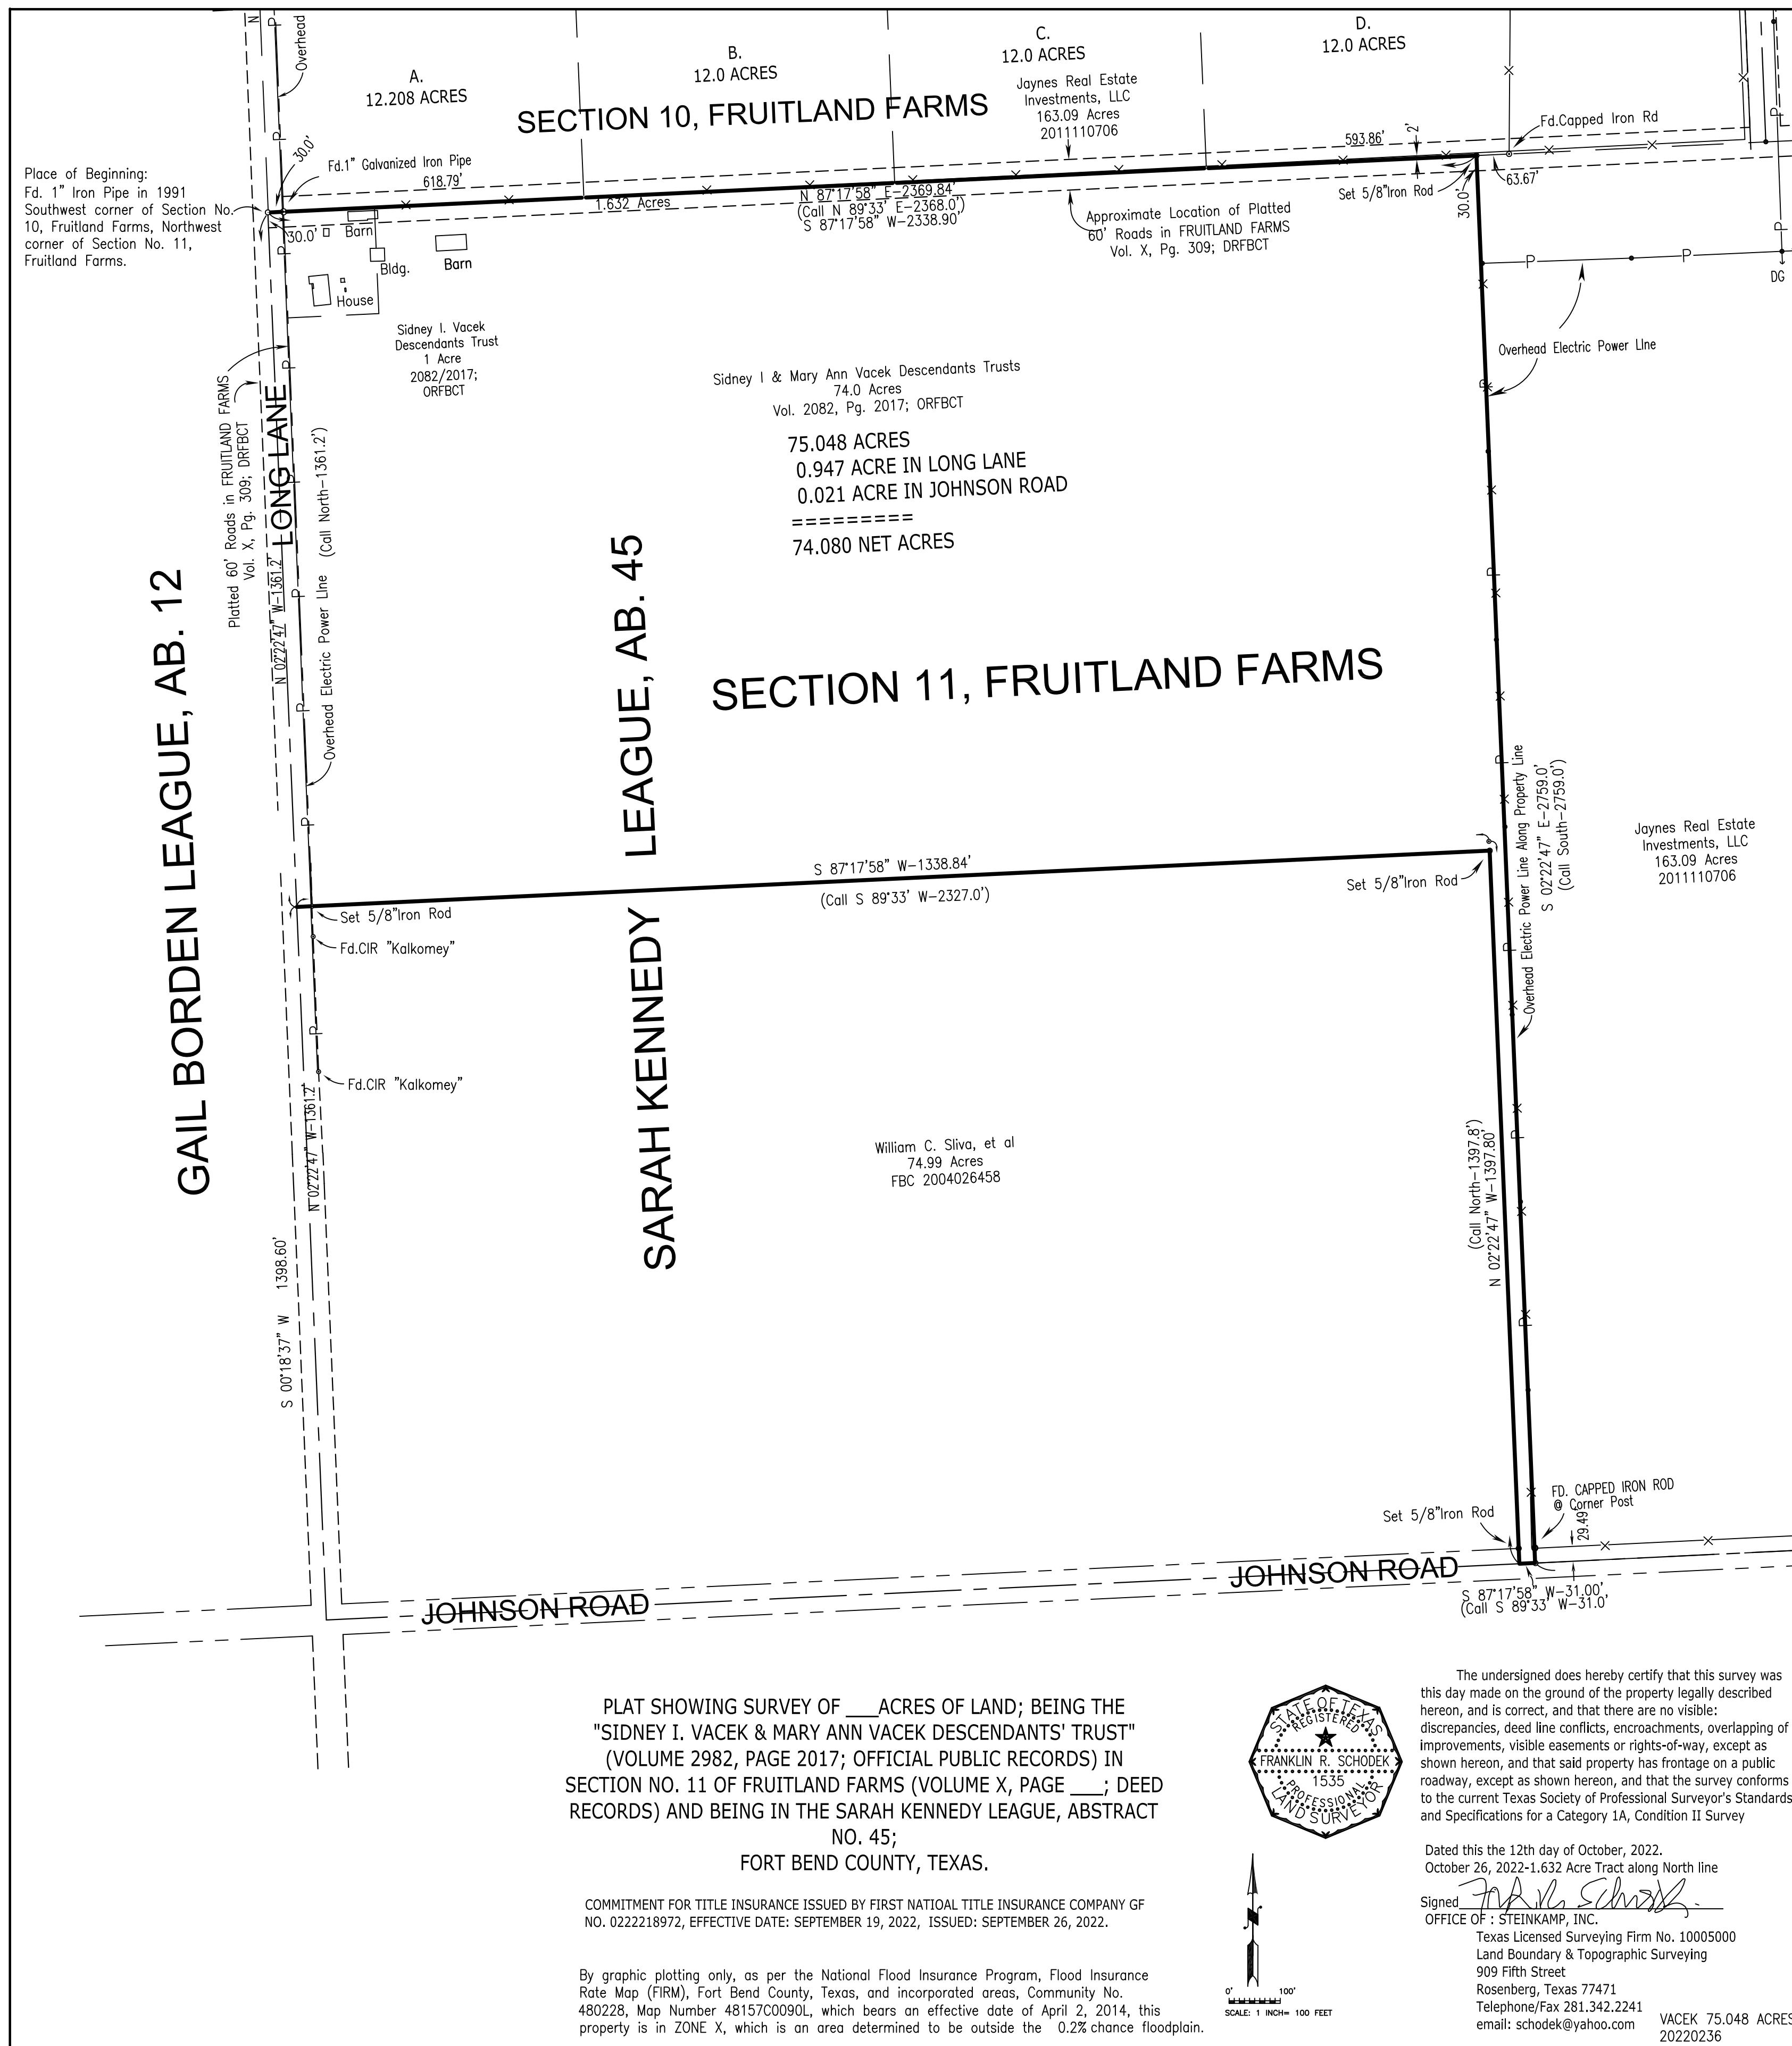 Overhead
N
P
A.
12.208 ACRES
B.
12.0 ACRES
C.
12.0 ACRES
D.
12.0 ACRES
SECTION 10, FRUITLAND FARMS
Jaynes Real Estate
Investments, LLC
163.09 Acres
2011110706
593.86'
2'
Fd.Capped Iron Rd
Place of Beginning:
Fd. 1" Iron Pipe in 1991
Southwest corner of Section No.
10, Fruitland Farms, Northwest
corner of Section No. 11,
Fruitland Farms.
30.0'
Fd.1" Galvanized Iron Pipe
618.79'
1.632 Acres
N 87°17'58" E-2369.84'
(Call N 89°33' E-2368.0')
S 87°17'58" W-2338.90'
Set 5/8"Iron Rod
30.0'
63.67'
Approximate Location of Platted
60' Roads in FRUITLAND FARMS
Vol. X, Pg. 309; DRFBCT
30.0'
Barn
Bldg.
Barn
House
P
P
DG
Overhead Electric Power LIne
Sidney I. Vacek
Descendants Trust
1 Acre
2082/2017;
ORFBCT
Sidney I & Mary Ann Vacek Descendants Trusts
74.0 Acres
Vol. 2082, Pg. 2017; ORFBCT
75.048 ACRES
0.947 ACRE IN LONG LANE
0.021 ACRE IN JOHNSON ROAD
=========
74.080 NET ACRES
Platted 60' Roads in FRUITLAND FARMS
Vol. X, Pg. 309; DRFBCT
LONG LANE
N 02°22'47" W-1361.2'
Overhead Electric Power LIne
(Call North-1361.2')
GAIL BORDEN LEAGUE, AB. 12
SARAH KENNEDY LEAGUE, AB. 45
SECTION 11, FRUITLAND FARMS
Overhead Electric Power Line Along Property Line
S 02°22'47" E-2759.0'
(Call South-2759.0')
Jaynes Real Estate
Investments, LLC
163.09 Acres
2011110706
S 87°17'58" W-1338.84'
(Call S 89°33' W-2327.0')
Set 5/8"Iron Rod
Set 5/8"Iron Rod
Fd.CIR "Kalkomey"
Fd.CIR "Kalkomey"
N 02°22'47" W-1361.2'
S 00°18'37" W 1398.60'
William C. Sliva, et al
74.99 Acres
FBC 2004026458
(Call North-1397.8')
N 02°22'47" W-1397.80'
Set 5/8"Iron Rod
FD. CAPPED IRON ROD
@ Corner Post
29.49'
JOHNSON ROAD
JOHNSON ROAD
S 87°17'58" W-31.00'
(Call S 89°33' W-31.0'
PLAT SHOWING SURVEY OF ___ACRES OF LAND; BEING THE
"SIDNEY I. VACEK & MARY ANN VACEK DESCENDANTS' TRUST"
(VOLUME 2982, PAGE 2017; OFFICIAL PUBLIC RECORDS) IN
SECTION NO. 11 OF FRUITLAND FARMS (VOLUME X, PAGE ___; DEED
RECORDS) AND BEING IN THE SARAH KENNEDY LEAGUE, ABSTRACT
NO. 45;
FORT BEND COUNTY, TEXAS.
COMMITMENT FOR TITLE INSURANCE ISSUED BY FIRST NATIOAL TITLE INSURANCE COMPANY GF
NO. 0222218972, EFFECTIVE DATE: SEPTEMBER 19, 2022, ISSUED: SEPTEMBER 26, 2022.
By graphic plotting only, as per the National Flood Insurance Program, Flood Insurance
Rate Map (FIRM), Fort Bend County, Texas, and incorporated areas, Community No.
480228, Map Number 48157C0090L, which bears an effective date of April 2, 2014, this
property is in ZONE X, which is an area determined to be outside the 0.2% chance floodplain.
STATE OF TEXAS
REGISTERED
FRANKLIN R. SCHODEK
1535
PROFESSIONAL
LAND SURVEYOR
0' 100'
SCALE: 1 INCH= 100 FEET
The undersigned does hereby certify that this survey was
this day made on the ground of the property legally described
hereon, and is correct, and that there are no visible:
discrepancies, deed line conflicts, encroachments, overlapping of
improvements, visible easements or rights-of-way, except as
shown hereon, and that said property has frontage on a public
roadway, except as shown hereon, and that the survey conforms
to the current Texas Society of Professional Surveyor's Standards
and Specifications for a Category 1A, Condition II Survey
Dated this the 12th day of October, 2022.
October 26, 2022-1.632 Acre Tract along North line
Signed
OFFICE OF : STEINKAMP, INC.
Texas Licensed Surveying Firm No. 10005000
Land Boundary & Topographic Surveying
909 Fifth Street
Rosenberg, Texas 77471
Telephone/Fax 281.342.2241
email: schodek@yahoo.com
VACEK 75.048 ACRES
20220236